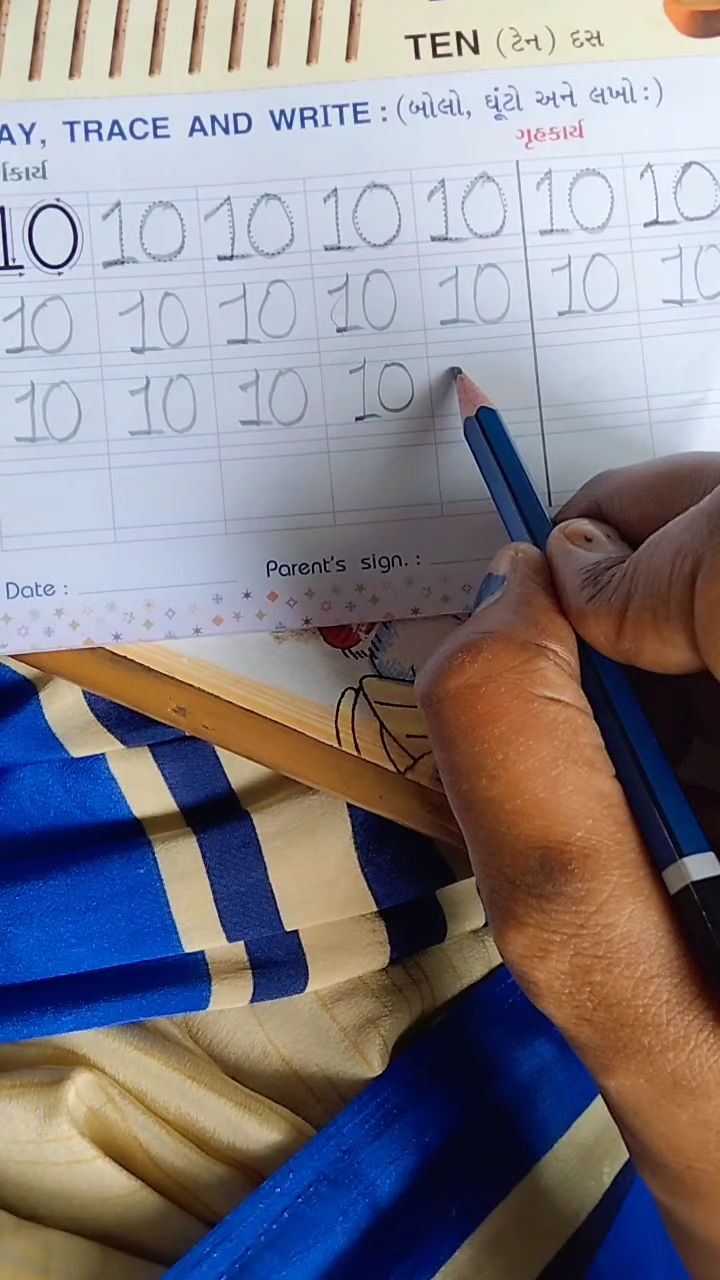 TEN (ટેન) દસ
AY, TRACE AND WRITE : (બોલો, ઘૂંટો અને લખો :)
ગૃહકાર્ય
ર્ગકાર્ય
10 10 10 10 10 10 10
10 10 10 10 10 10 10
10 10 10 10
Date : Parent's sign. :